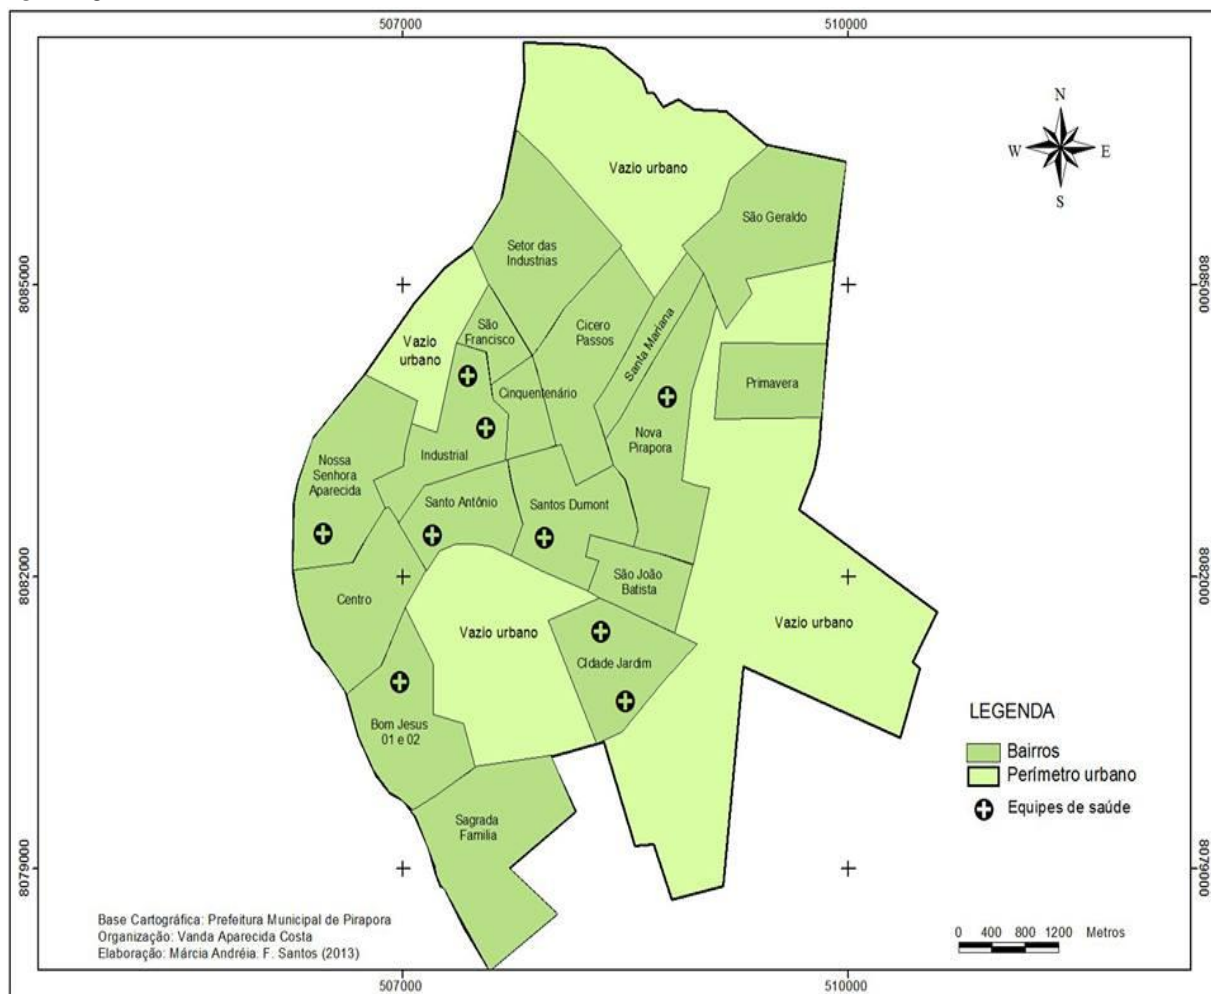 507000
510000
N
W
E
S
Vazio urbano
São Geraldo
Setor das
Industrias
8085000
8085000
Vazio
urbano
São
Francisco
Cicero
Passos
Santa Mariana
Cinquentenário
Primavera
Nova
Pirapora
Industrial
Nossa
Senhora
Aparecida
Santo Antônio
Santos Dumont
8082000
8082000
São João
Batista
Centro
Vazio urbano
Vazio urbano
CIdade Jardim
Bom Jesus
01 e 02
LEGENDA
Bairros
Perímetro urbano
Equipes de saúde
Sagrada
Familia
8079000
8079000
Base Cartográfica: Prefeitura Municipal de Pirapora
Organização: Vanda Aparecida Costa
Elaboração: Márcia Andréia. F. Santos (2013)
0 400 800 1200 Metros
507000
510000